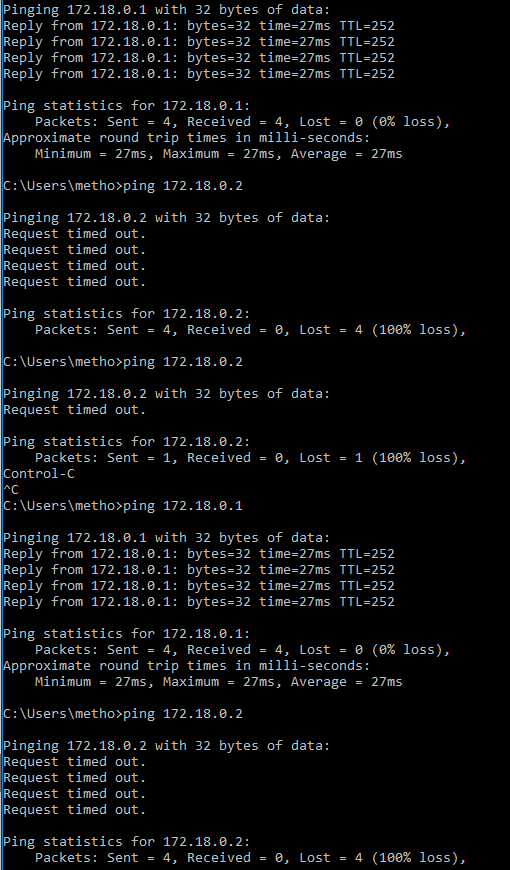 Pinging 172.18.0.1 with 32 bytes of data:
Reply from 172.18.0.1: bytes=32 time=27ms TTL=252
Reply from 172.18.0.1: bytes=32 time=27ms TTL=252
Reply from 172.18.0.1: bytes=32 time=27ms TTL=252
Reply from 172.18.0.1: bytes=32 time=27ms TTL=252

Ping statistics for 172.18.0.1:
    Packets: Sent = 4, Received = 4, Lost = 0 (0% loss),
Approximate round trip times in milli-seconds:
    Minimum = 27ms, Maximum = 27ms, Average = 27ms

C:\Users\metho>ping 172.18.0.2

Pinging 172.18.0.2 with 32 bytes of data:
Request timed out.
Request timed out.
Request timed out.
Request timed out.

Ping statistics for 172.18.0.2:
    Packets: Sent = 4, Received = 0, Lost = 4 (100% loss),

C:\Users\metho>ping 172.18.0.2

Pinging 172.18.0.2 with 32 bytes of data:
Request timed out.

Ping statistics for 172.18.0.2:
    Packets: Sent = 1, Received = 0, Lost = 1 (100% loss),
Control-C
^C
C:\Users\metho>ping 172.18.0.1

Pinging 172.18.0.1 with 32 bytes of data:
Reply from 172.18.0.1: bytes=32 time=27ms TTL=252
Reply from 172.18.0.1: bytes=32 time=27ms TTL=252
Reply from 172.18.0.1: bytes=32 time=27ms TTL=252
Reply from 172.18.0.1: bytes=32 time=27ms TTL=252

Ping statistics for 172.18.0.1:
    Packets: Sent = 4, Received = 4, Lost = 0 (0% loss),
Approximate round trip times in milli-seconds:
    Minimum = 27ms, Maximum = 27ms, Average = 27ms

C:\Users\metho>ping 172.18.0.2

Pinging 172.18.0.2 with 32 bytes of data:
Request timed out.
Request timed out.
Request timed out.
Request timed out.

Ping statistics for 172.18.0.2:
    Packets: Sent = 4, Received = 0, Lost = 4 (100% loss),